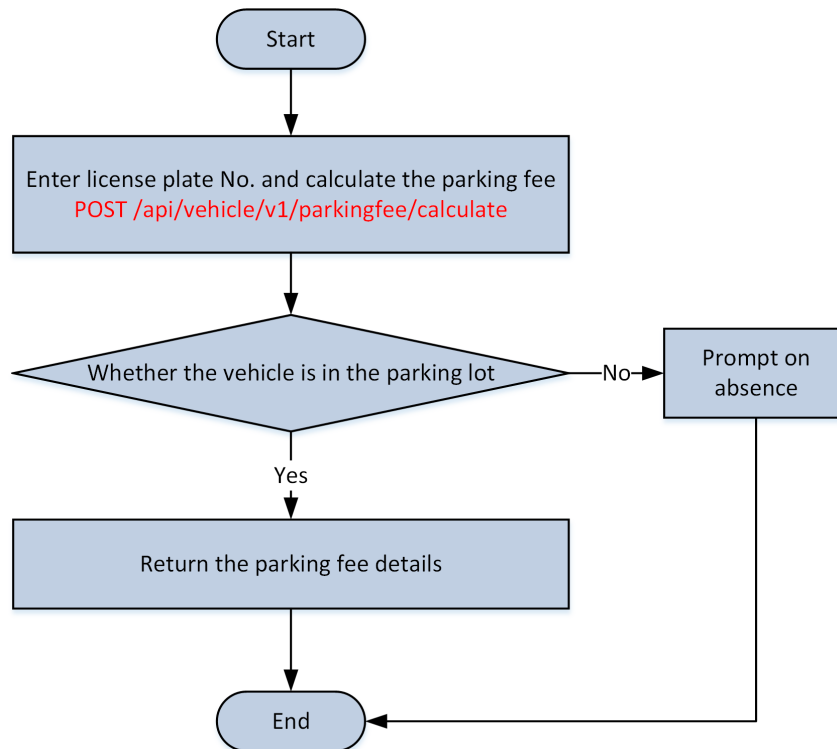 Start
Enter license plate No. and calculate the parking fee
POST /api/vehicle/v1/parkingfee/calculate
Whether the vehicle is in the parking lot
No
Prompt on
absence
Yes
Return the parking fee details
End